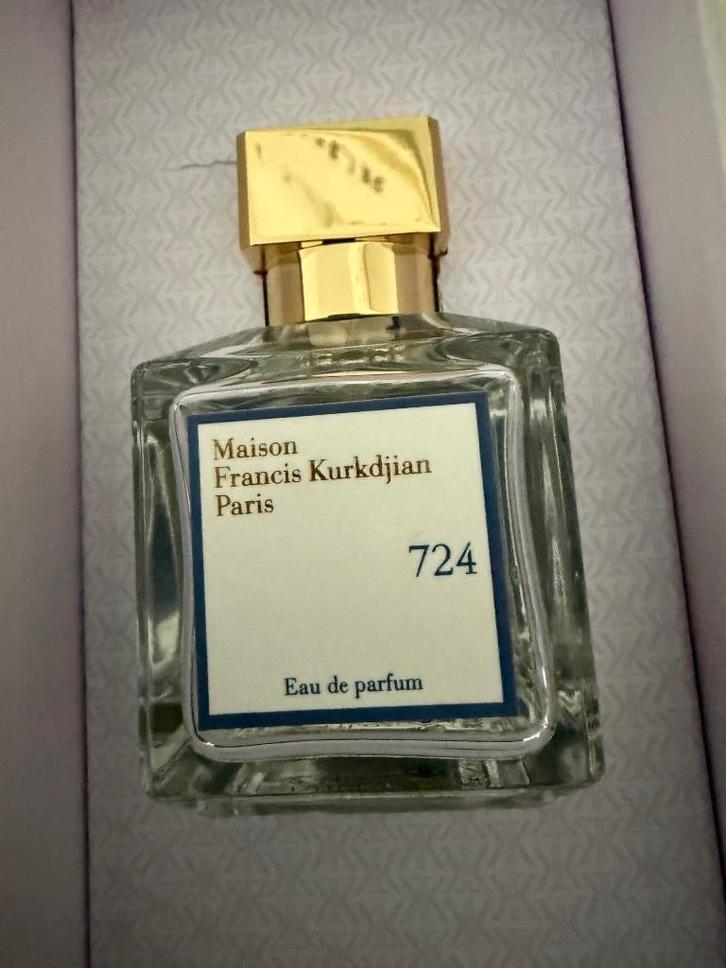 Maison
Francis Kurkdjian
Paris
724
Eau de parfum